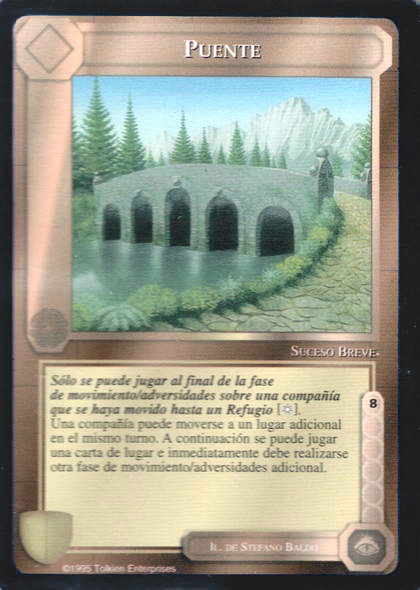 PUENTE
SUCESO BREVE.
Sólo se puede jugar al final de la fase
de movimiento/adversidades sobre una compañía
que se haya movido hasta un Refugio [ ].
Una compañía puede moverse a un lugar adicional
en el mismo turno. A continuación se puede jugar
una carta de lugar e inmediatamente debe realizarse
otra fase de movimiento/adversidades adicional.
8
IL. DE STEFANO BALDO
©1995 Tolkien Enterprises